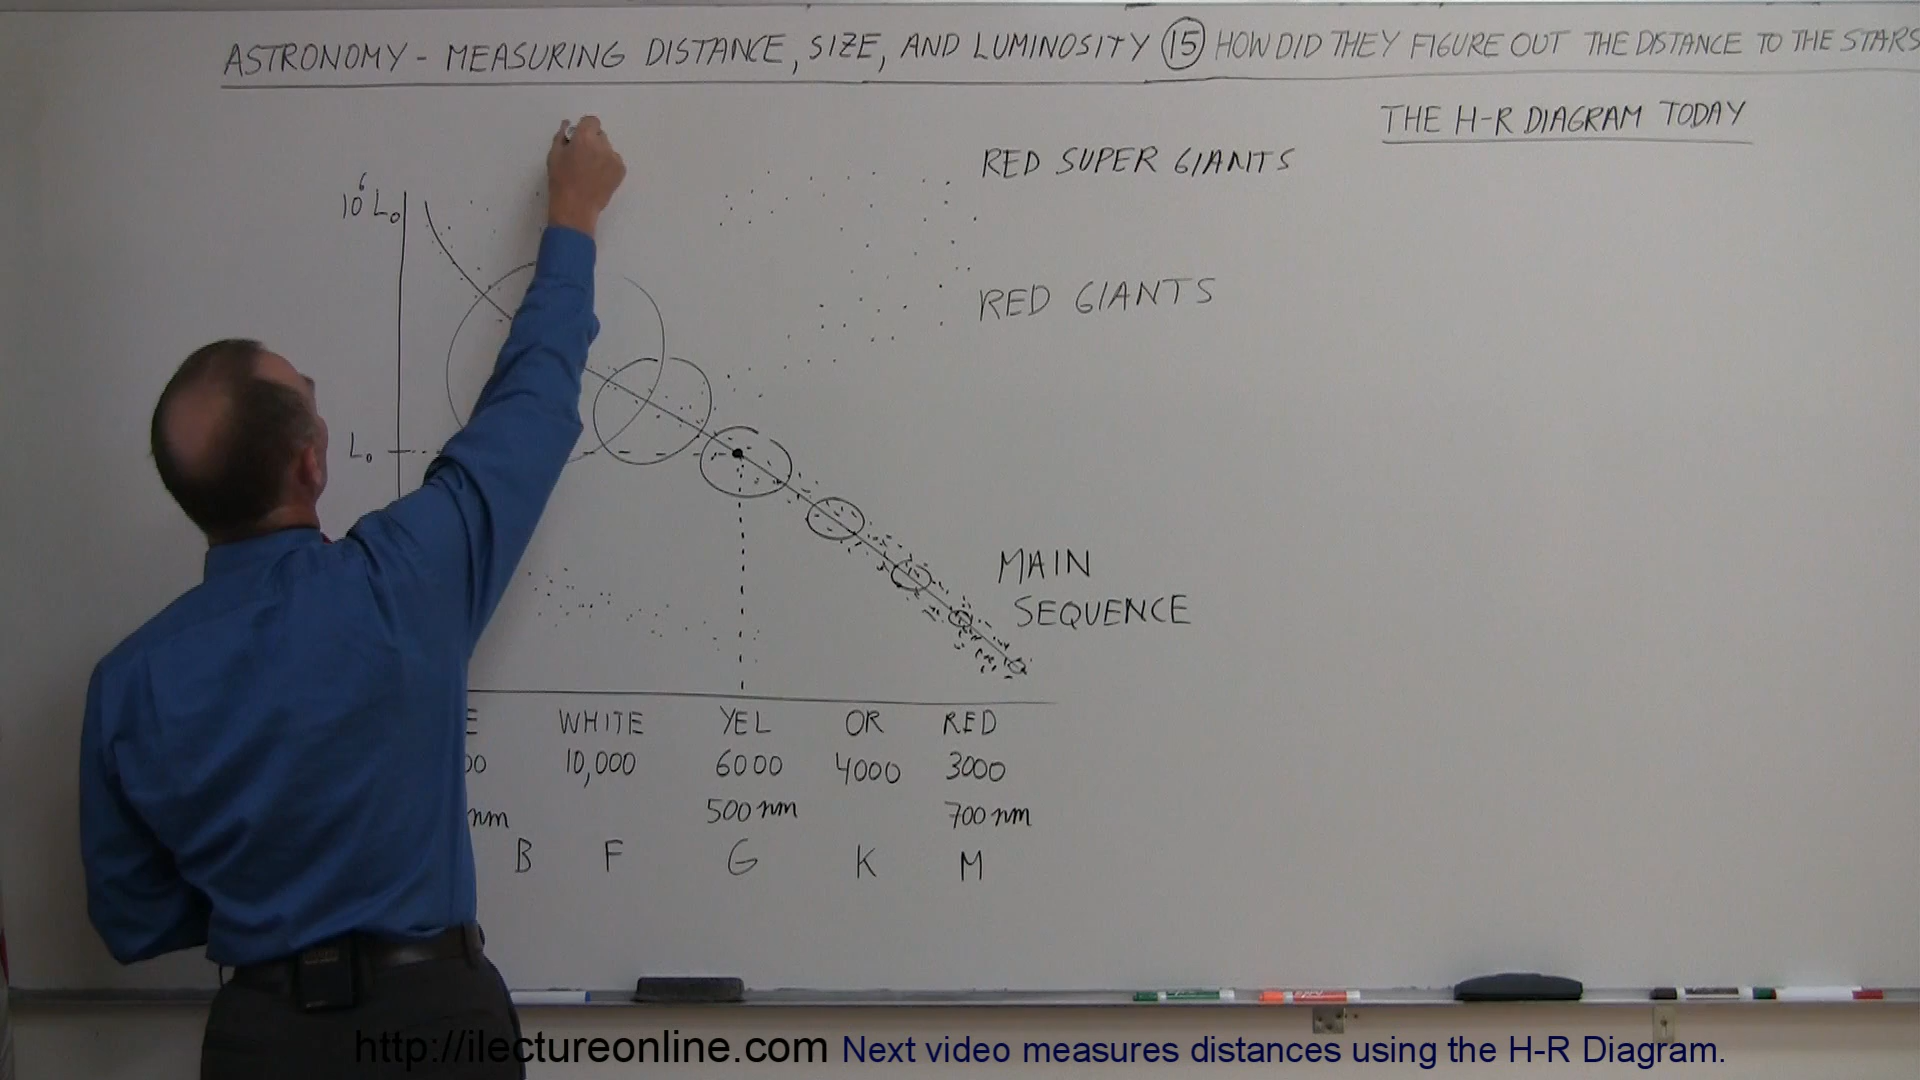 ASTRONOMY - MEASURING DISTANCE, SIZE, AND LUMINOSITY 15 HOW DID THEY FIGURE OUT THE DISTANCE TO THE STARS
THE H-R DIAGRAM TODAY
RED SUPER GIANTS
10⁶ L₀
RED GIANTS
L₀
MAIN
SEQUENCE
E WHITE YEL OR RED
00 10,000 6000 4000 3000
nm 500 nm 700 nm
B F G K M
http://ilectureonline.com Next video measures distances using the H-R Diagram.